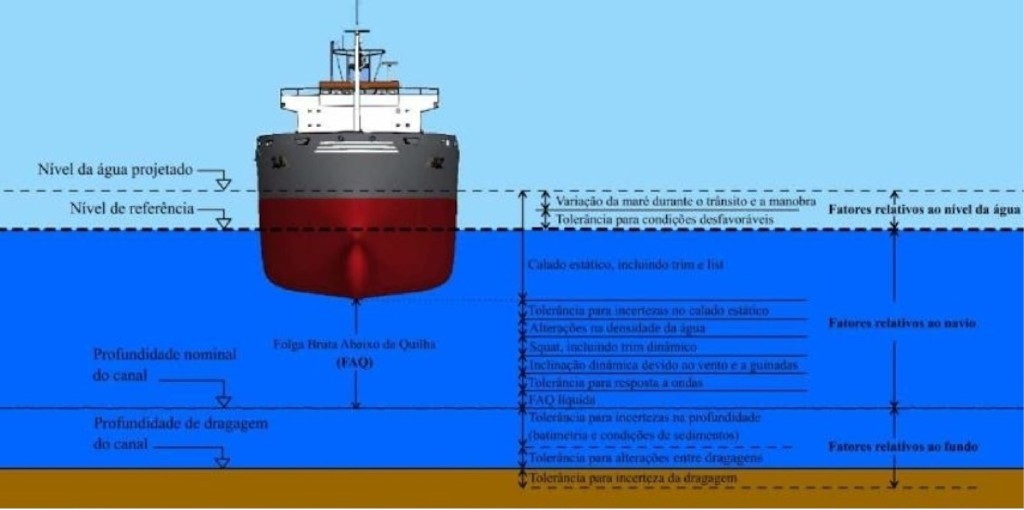 Nível da água projetado
Nível de referência
Profundidade nominal
do canal
Profundidade de dragagem
do canal
Folga Bruta Abaixo da Quilha
(FAQ)
Variação da maré durante o trânsito e a manobra
Tolerância para condições desfavoráveis
Calado estático, incluindo trim e list
Tolerância para incertezas no calado estático
Alterações na densidade da água
Squat, incluindo trim dinâmico
Inclinação dinâmica devido ao vento e a guinadas
Tolerância para resposta a ondas
FAQ líquida
Tolerância para incertezas na profundidade
(batimetria e condições de sedimentos)
Tolerância para alterações entre dragagens
Tolerância para incerteza da dragagem
Fatores relativos ao nível da água
Fatores relativos ao navio
Fatores relativos ao fundo